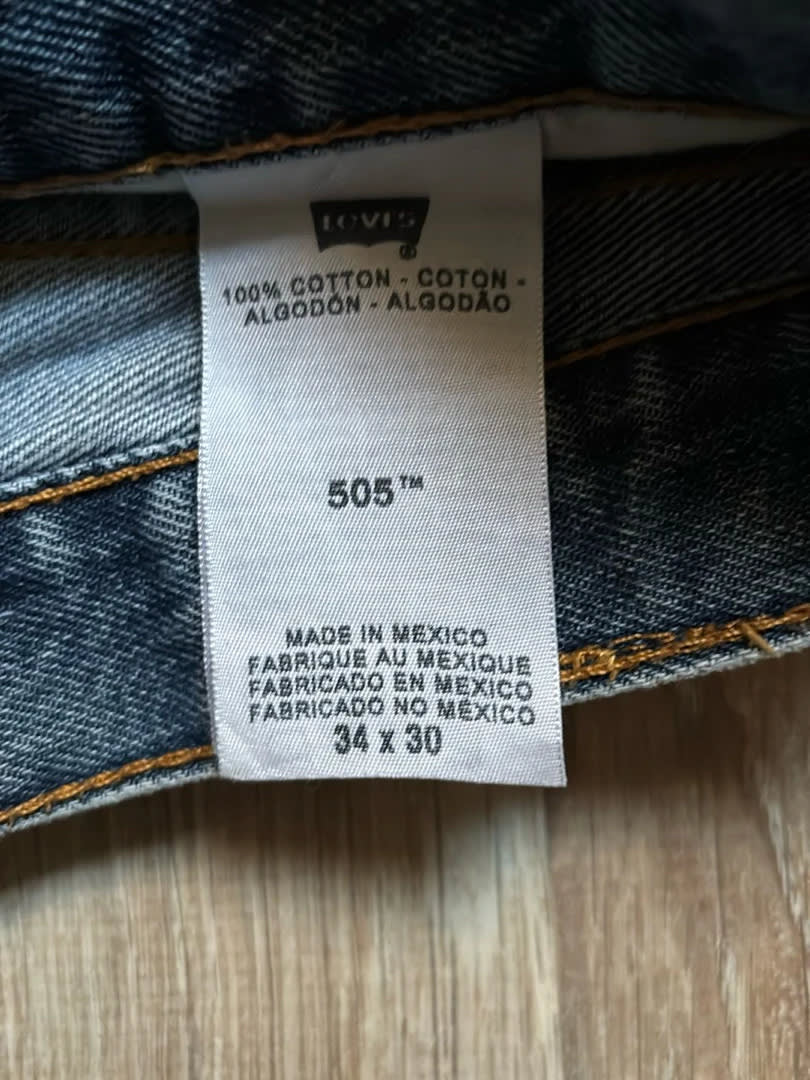 LEVI'S
®
100% COTTON - COTON -
ALGODÓN - ALGODÃO
505™
MADE IN MEXICO
FABRIQUE AU MEXIQUE
FABRICADO EN MEXICO
FABRICADO NO MÉXICO
34 x 30